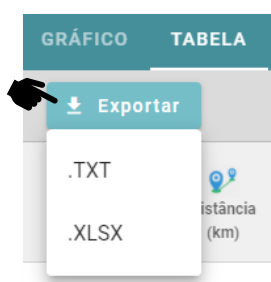 GRÁFICO TABELA
Exportar
.TXT
.XLSX
istância
(km)